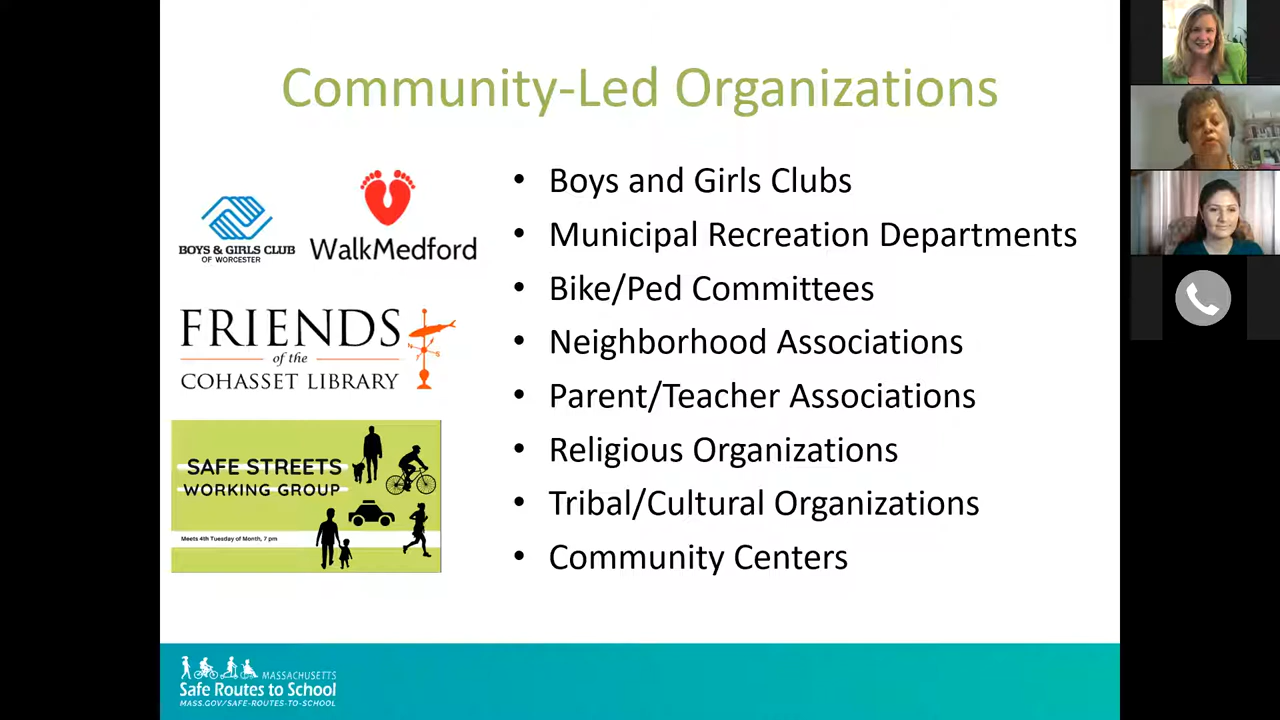 Community-Led Organizations
BOYS & GIRLS CLUB
OF WORCESTER
WalkMedford
FRIENDS
of the
COHASSET LIBRARY
N
S
E
SAFE STREETS
WORKING GROUP
Meets 4th Tuesday of Month, 7 pm
• Boys and Girls Clubs
• Municipal Recreation Departments
• Bike/Ped Committees
• Neighborhood Associations
• Parent/Teacher Associations
• Religious Organizations
• Tribal/Cultural Organizations
• Community Centers
MASSACHUSETTS
Safe Routes to School
MASS.GOV/SAFE-ROUTES-TO-SCHOOL